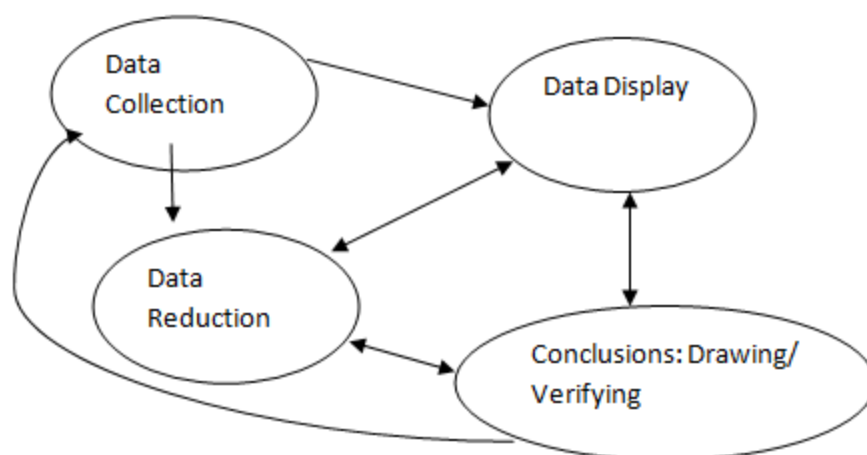 Data
Collection
Data Display
Data
Reduction
Conclusions: Drawing/
Verifying